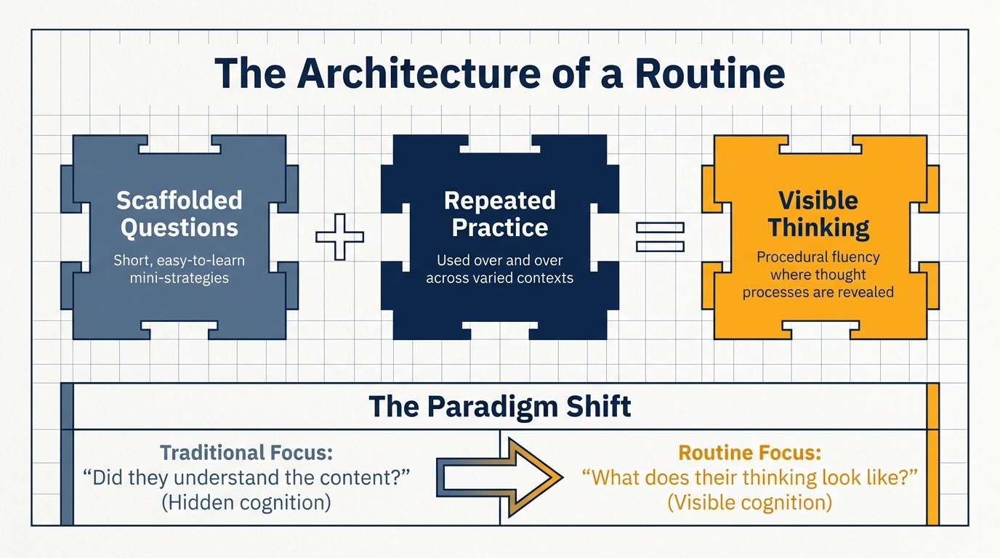 The Architecture of a Routine
Scaffolded
Questions
Short, easy-to-learn
mini-strategies
Repeated
Practice
Used over and over
across varied contexts
Visible
Thinking
Procedural fluency
where thought
processes are revealed
The Paradigm Shift
Traditional Focus:
“Did they understand the content?”
(Hidden cognition)
Routine Focus:
“What does their thinking look like?”
(Visible cognition)